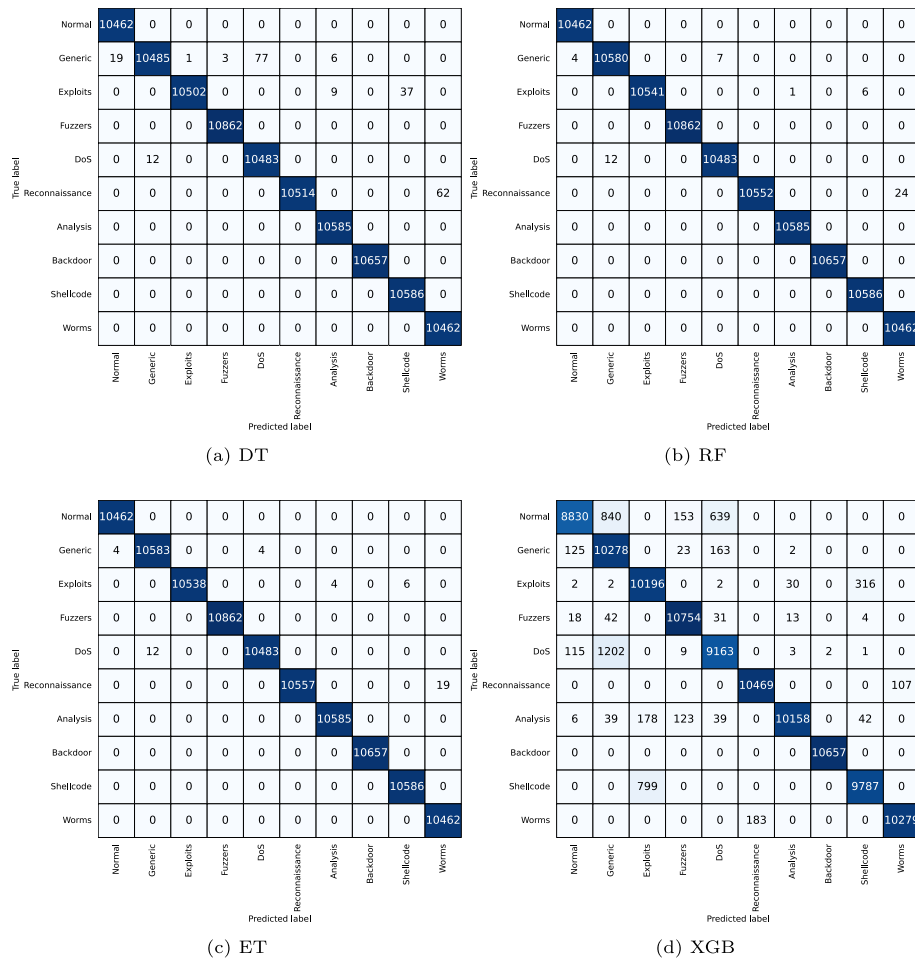 Normal 10462 0 0 0 0 0 0 0 0 0
Generic 19 10485 1 3 77 0 6 0 0 0
Exploits 0 0 10502 0 0 0 9 0 37 0
Fuzzers 0 0 0 10862 0 0 0 0 0 0
DoS 0 12 0 0 10483 0 0 0 0 0
Reconnaissance 0 0 0 0 0 10514 0 0 0 62
Analysis 0 0 0 0 0 0 10585 0 0 0
Backdoor 0 0 0 0 0 0 0 10657 0 0
Shellcode 0 0 0 0 0 0 0 0 10586 0
Worms 0 0 0 0 0 0 0 0 0 10462
True label
Normal Generic Exploits Fuzzers DoS Reconnaissance Analysis Backdoor Shellcode Worms
Predicted label
(a) DT
Normal 10462 0 0 0 0 0 0 0 0 0
Generic 4 10580 0 0 7 0 0 0 0 0
Exploits 0 0 10541 0 0 0 1 0 6 0
Fuzzers 0 0 0 10862 0 0 0 0 0 0
DoS 0 12 0 0 10483 0 0 0 0 0
Reconnaissance 0 0 0 0 0 10552 0 0 0 24
Analysis 0 0 0 0 0 0 10585 0 0 0
Backdoor 0 0 0 0 0 0 0 10657 0 0
Shellcode 0 0 0 0 0 0 0 0 10586 0
Worms 0 0 0 0 0 0 0 0 0 10462
True label
Normal Generic Exploits Fuzzers DoS Reconnaissance Analysis Backdoor Shellcode Worms
Predicted label
(b) RF
Normal 10462 0 0 0 0 0 0 0 0 0
Generic 4 10583 0 0 4 0 0 0 0 0
Exploits 0 0 10538 0 0 0 4 0 6 0
Fuzzers 0 0 0 10862 0 0 0 0 0 0
DoS 0 12 0 0 10483 0 0 0 0 0
Reconnaissance 0 0 0 0 0 10557 0 0 0 19
Analysis 0 0 0 0 0 0 10585 0 0 0
Backdoor 0 0 0 0 0 0 0 10657 0 0
Shellcode 0 0 0 0 0 0 0 0 10586 0
Worms 0 0 0 0 0 0 0 0 0 10462
True label
Normal Generic Exploits Fuzzers DoS Reconnaissance Analysis Backdoor Shellcode Worms
Predicted label
(c) ET
Normal 8830 840 0 153 639 0 0 0 0 0
Generic 125 10278 0 23 163 0 2 0 0 0
Exploits 2 2 10196 0 2 0 30 0 316 0
Fuzzers 18 42 0 10754 31 0 13 0 4 0
DoS 115 1202 0 9 9163 0 3 2 1 0
Reconnaissance 0 0 0 0 0 10469 0 0 0 107
Analysis 6 39 178 123 39 0 10158 0 42 0
Backdoor 0 0 0 0 0 0 0 10657 0 0
Shellcode 0 0 799 0 0 0 0 0 9787 0
Worms 0 0 0 0 0 183 0 0 0 10279
True label
Normal Generic Exploits Fuzzers DoS Reconnaissance Analysis Backdoor Shellcode Worms
Predicted label
(d) XGB